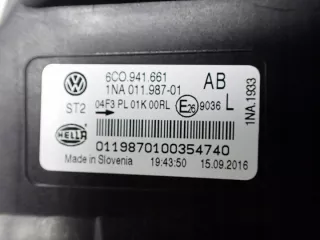 6C0.941.661 AB
1NA 011.987-01
ST2 04F3 PL 01K 00RL E26 9036 L
1NA.1933
HELLA
0119870100354740
Made in Slovenia 19:43:50 15.09.2016